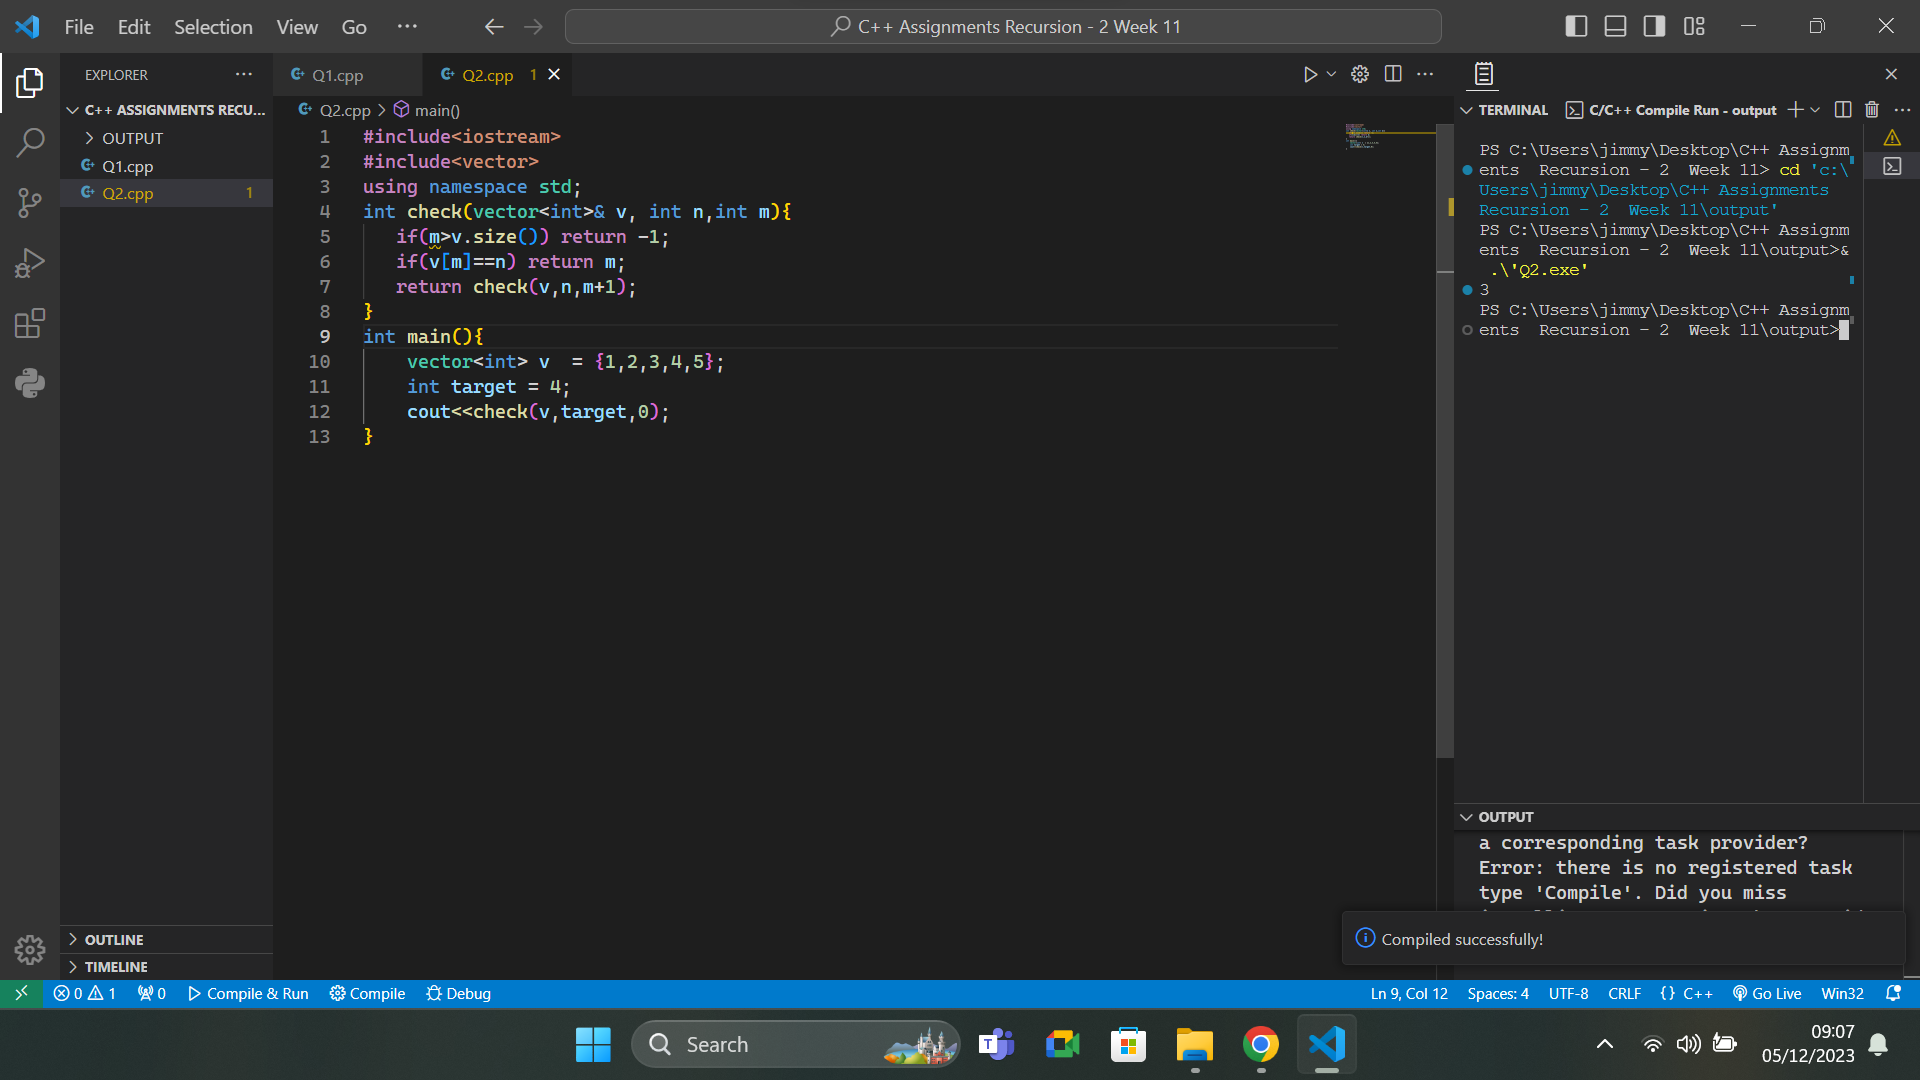 File Edit Selection View Go ··· C++ Assignments Recursion - 2 Week 11
EXPLORER
C++ ASSIGNMENTS RECU...
OUTPUT
Q1.cpp
Q2.cpp 1
OUTLINE
TIMELINE
Q1.cpp Q2.cpp 1
Q2.cpp > main()
1 #include<iostream>
2 #include<vector>
3 using namespace std;
4 int check(vector<int>& v, int n,int m){
5 if(m>v.size()) return -1;
6 if(v[m]==n) return m;
7 return check(v,n,m+1);
8 }
9 int main(){
10 vector<int> v  = {1,2,3,4,5};
11 int target = 4;
12 cout<<check(v,target,0);
13 }
TERMINAL C/C++ Compile Run - output
PS C:\Users\jimmy\Desktop\C++ Assignm
ents  Recursion - 2  Week 11> cd 'c:\
Users\jimmy\Desktop\C++ Assignments
Recursion - 2  Week 11\output'
PS C:\Users\jimmy\Desktop\C++ Assignm
ents  Recursion - 2  Week 11\output>&
.\'Q2.exe'
3
PS C:\Users\jimmy\Desktop\C++ Assignm
ents  Recursion - 2  Week 11\output>
OUTPUT
a corresponding task provider?
Error: there is no registered task
type 'Compile'. Did you miss
Compiled successfully!
0 1 0 Compile & Run Compile Debug Ln 9, Col 12 Spaces: 4 UTF-8 CRLF {} C++ Go Live Win32
Search
09:07
05/12/2023